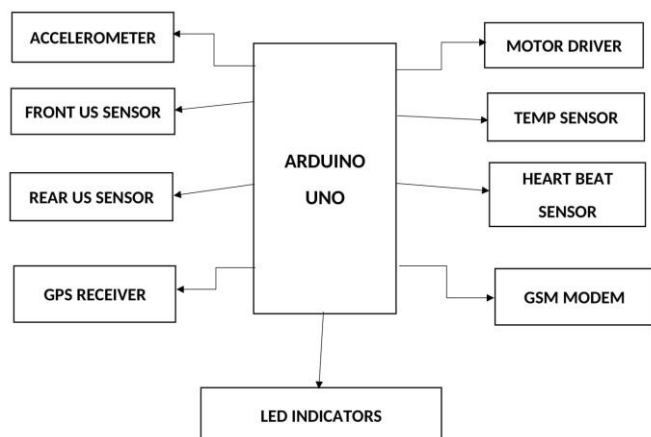 ACCELEROMETER
FRONT US SENSOR
REAR US SENSOR
GPS RECEIVER
ARDUINO
UNO
MOTOR DRIVER
TEMP SENSOR
HEART BEAT
SENSOR
GSM MODEM
LED INDICATORS